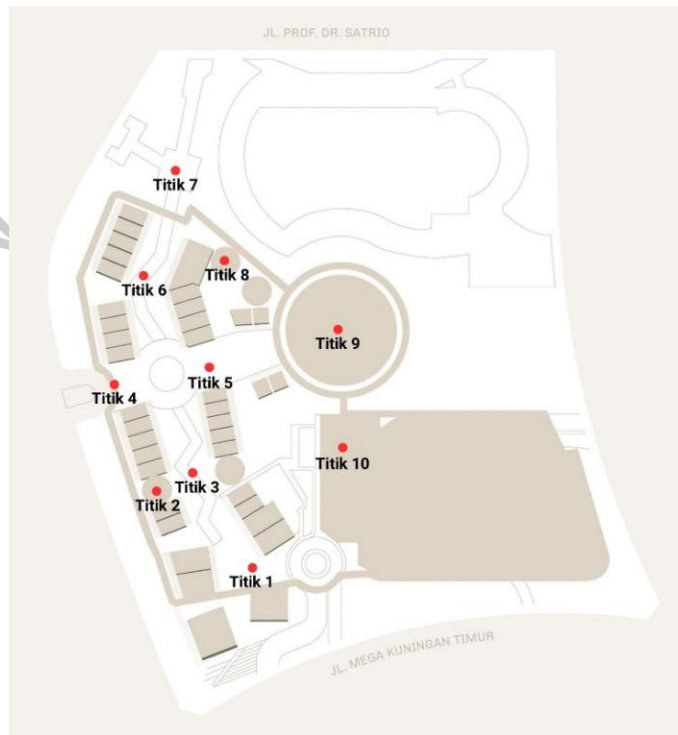 JL. PROF. DR. SATRIO
Titik 7
Titik 8
Titik 6
Titik 9
Titik 5
Titik 4
Titik 10
Titik 3
Titik 2
Titik 1
JL. MEGA KUNINGAN TIMUR